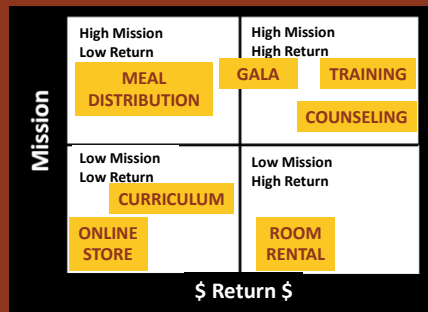 Mission
High Mission
Low Return
MEAL
DISTRIBUTION
High Mission
High Return
GALA
TRAINING
COUNSELING
Low Mission
Low Return
CURRICULUM
ONLINE
STORE
Low Mission
High Return
ROOM
RENTAL
$ Return $